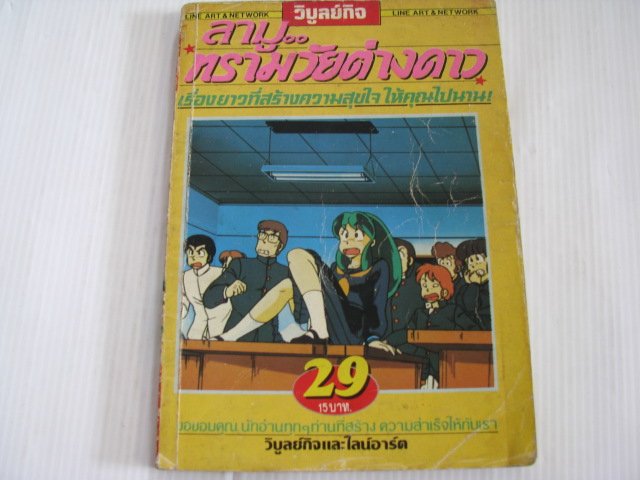 LINE ART & NETWORK วิบูลย์กิจ LINE ART & NETWORK
ลามู..
ทรามวัยต่างดาว
เรื่องยาวที่สร้างความสุขใจ ให้คุณไปนาน!
29
15 บาท.
ขอขอบคุณ นักอ่านทุกๆท่านที่สร้าง ความสำเร็จให้กับเรา
วิบูลย์กิจและไลน์อาร์ต